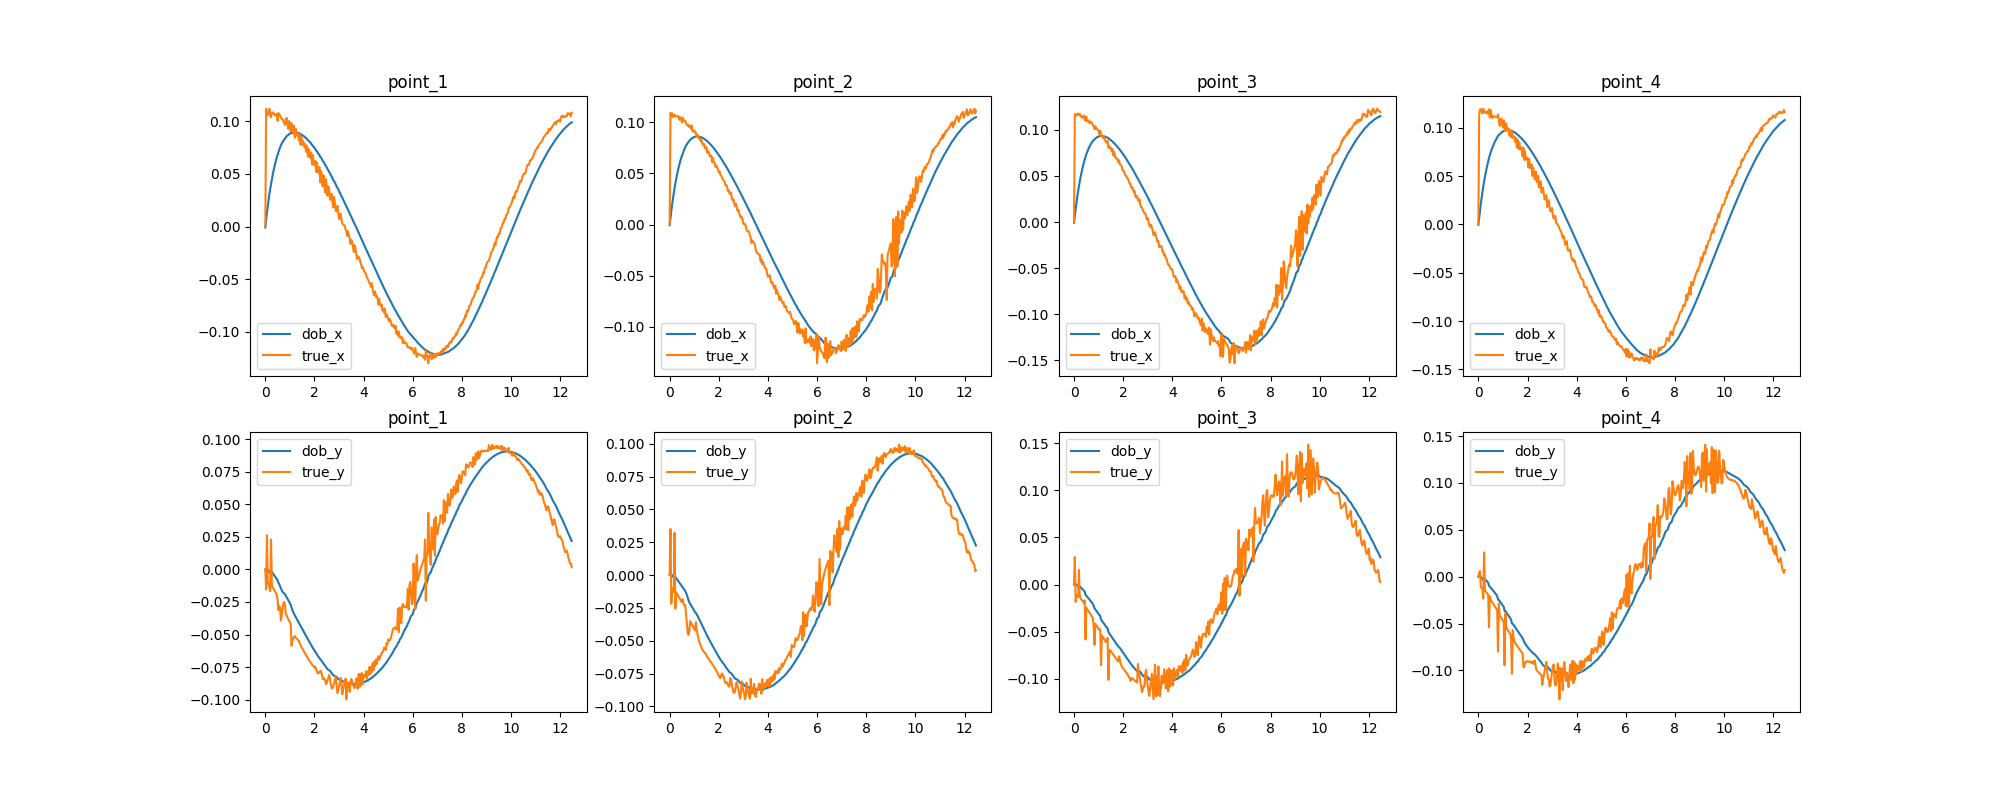 point_1 point_2 point_3 point_4
0.10 0.10 0.10 0.10
0.05 0.05 0.05 0.05
0.00 0.00 0.00 0.00
−0.05 −0.05 −0.05 −0.05
−0.10 −0.10 −0.10 −0.10
−0.15 −0.15
dob_x dob_x dob_x dob_x
true_x true_x true_x true_x
0 2 4 6 8 10 12 0 2 4 6 8 10 12 0 2 4 6 8 10 12 0 2 4 6 8 10 12
point_1 point_2 point_3 point_4
0.100 0.100 0.15 0.15
0.075 0.075 0.10 0.10
0.050 0.050 0.05 0.05
0.025 0.025 0.00 0.00
0.000 0.000 −0.05 −0.05
−0.025 −0.025 −0.10 −0.10
−0.050 −0.050
−0.075 −0.075
−0.100 −0.100
dob_y dob_y dob_y dob_y
true_y true_y true_y true_y
0 2 4 6 8 10 12 0 2 4 6 8 10 12 0 2 4 6 8 10 12 0 2 4 6 8 10 12